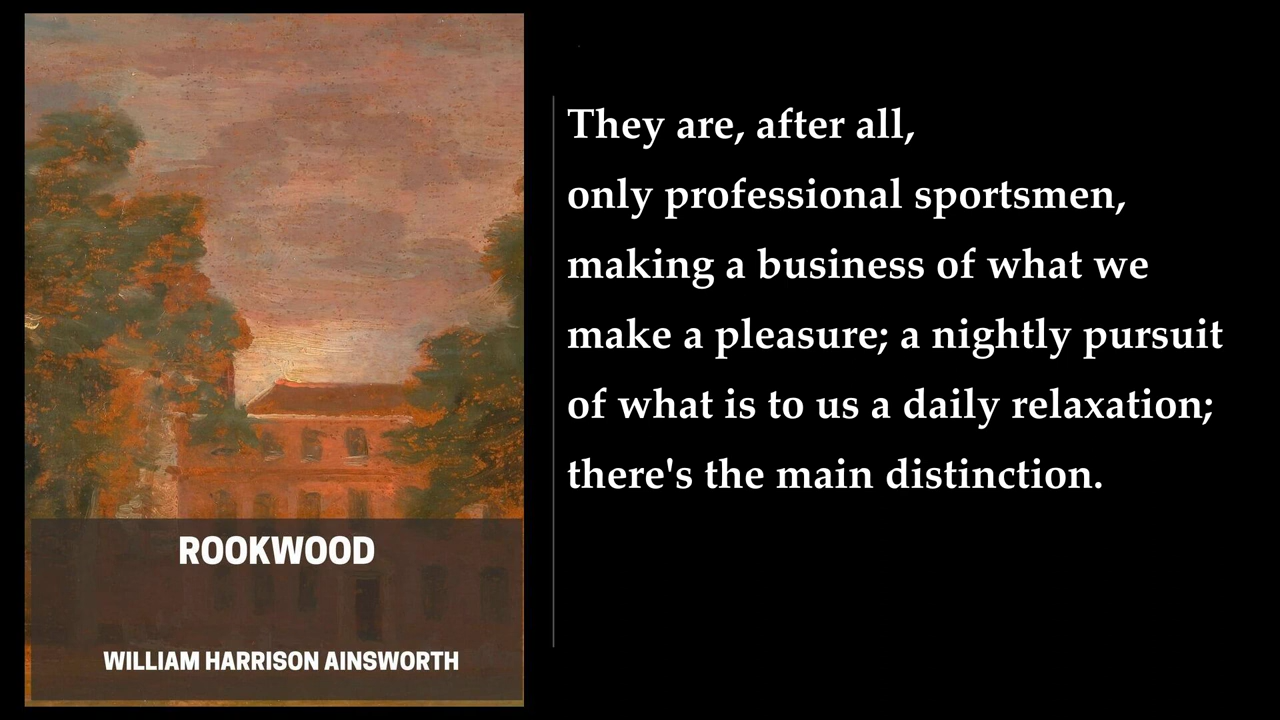 They are, after all,
only professional sportsmen,
making a business of what we
make a pleasure; a nightly pursuit
of what is to us a daily relaxation;
there's the main distinction.
ROOKWOOD
WILLIAM HARRISON AINSWORTH